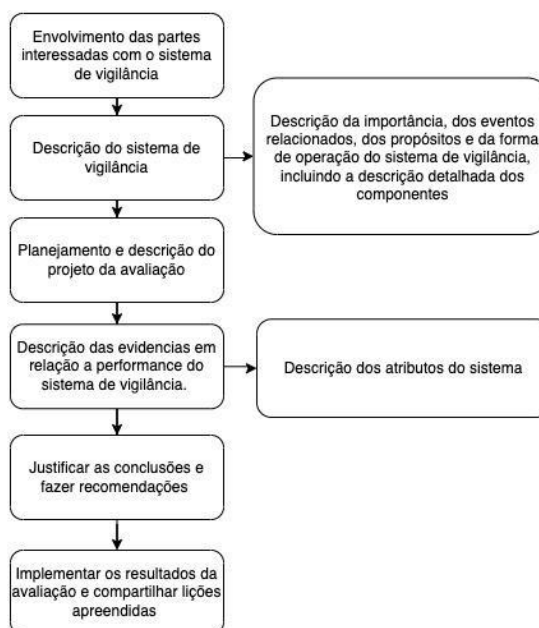 Envolvimento das partes
interessadas com o sistema
de vigilância
Descrição do sistema de
vigilância
Descrição da importância, dos eventos
relacionados, dos propósitos e da forma
de operação do sistema de vigilância,
incluindo a descrição detalhada dos
componentes
Planejamento e descrição do
projeto da avaliação
Descrição das evidencias em
relação a performance do
sistema de vigilância.
Descrição dos atributos do sistema
Justificar as conclusões e
fazer recomendações
Implementar os resultados da
avaliação e compartilhar lições
apreendidas